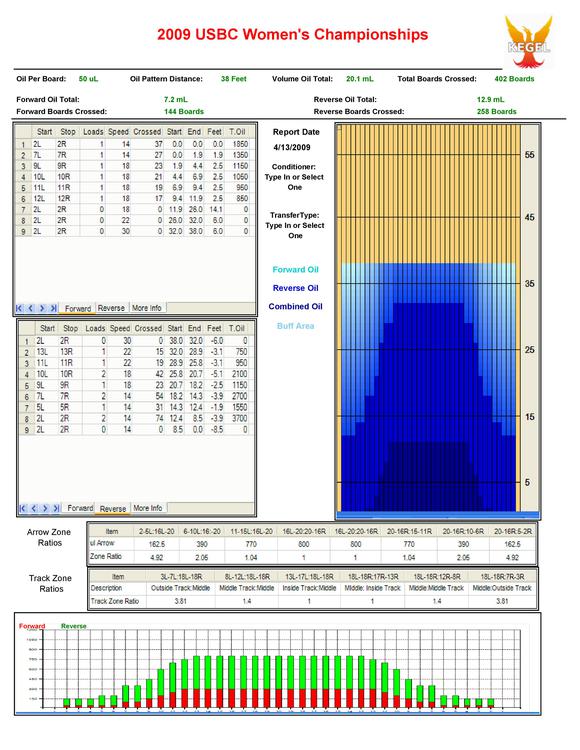 2009 USBC Women's Championships
KEGEL
Oil Per Board: 50 uL Oil Pattern Distance: 38 Feet Volume Oil Total: 20.1 mL Total Boards Crossed: 402 Boards
Forward Oil Total: 7.2 mL Reverse Oil Total: 12.9 mL
Forward Boards Crossed: 144 Boards Reverse Boards Crossed: 258 Boards
Start Stop Loads Speed Crossed Start End Feet T.Oil
1 2L 2R 1 14 37 0.0 0.0 0.0 1850
2 7L 7R 1 14 27 0.0 1.9 1.9 1350
3 9L 9R 1 18 23 1.9 4.4 2.5 1150
4 10L 10R 1 18 21 4.4 6.9 2.5 1050
5 11L 11R 1 18 19 6.9 9.4 2.5 950
6 12L 12R 1 18 17 9.4 11.9 2.5 850
7 2L 2R 0 18 0 11.9 26.0 14.1 0
8 2L 2R 0 22 0 26.0 32.0 6.0 0
9 2L 2R 0 30 0 32.0 38.0 6.0 0
Forward Reverse More Info
Start Stop Loads Speed Crossed Start End Feet T.Oil
1 2L 2R 0 30 0 38.0 32.0 -6.0 0
2 13L 13R 1 22 15 32.0 28.9 -3.1 750
3 11L 11R 1 22 19 28.9 25.8 -3.1 950
4 10L 10R 2 18 42 25.8 20.7 -5.1 2100
5 9L 9R 1 18 23 20.7 18.2 -2.5 1150
6 7L 7R 2 14 54 18.2 14.3 -3.9 2700
7 5L 5R 1 14 31 14.3 12.4 -1.9 1550
8 2L 2R 2 14 74 12.4 8.5 -3.9 3700
9 2L 2R 0 14 0 8.5 0.0 -8.5 0
Forward Reverse More Info
Report Date
4/13/2009
Conditioner:
Type In or Select
One
TransferType:
Type In or Select
One
Forward Oil
Reverse Oil
Combined Oil
Buff Area
55
45
35
25
15
5
Arrow Zone
Ratios
Item 2-5L:16L-20 6-10L:16:-20 11-15L:16L-20 16L-20:20-16R 16L-20:20-16R 20-16R:15-11R 20-16R:10-6R 20-16R:5-2R
ul Arrow 162.5 390 770 800 800 770 390 162.5
Zone Ratio 4.92 2.05 1.04 1 1 1.04 2.05 4.92
Track Zone
Ratios
Item 3L-7L:18L-18R 8L-12L:18L-18R 13L-17L:18L-18R 18L-18R:17R-13R 18L-18R:12R-8R 18L-18R:7R-3R
Description Outside Track:Middle Middle Track:Middle Inside Track:Middle Middle: Inside Track Middle:Middle Track Middle:Outside Track
Track Zone Ratio 3.81 1.4 1 1 1.4 3.81
Forward Reverse